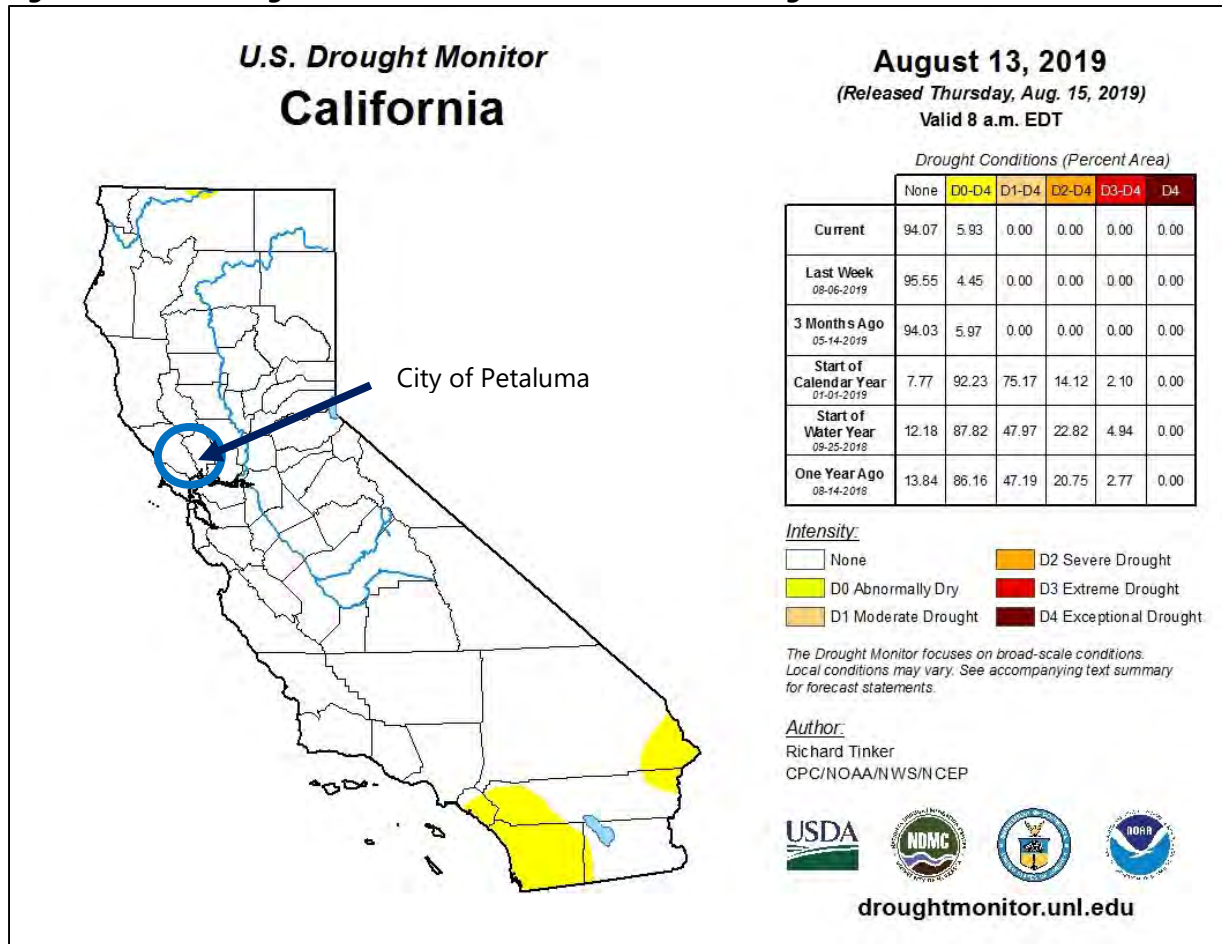 U.S. Drought Monitor
California
August 13, 2019
(Released Thursday, Aug. 15, 2019)
Valid 8 a.m. EDT
Drought Conditions (Percent Area)
None D0-D4 D1-D4 D2-D4 D3-D4 D4
Current 94.07 5.93 0.00 0.00 0.00 0.00
Last Week
08-06-2019 95.55 4.45 0.00 0.00 0.00 0.00
3 Months Ago
05-14-2019 94.03 5.97 0.00 0.00 0.00 0.00
Start of
Calendar Year
01-01-2019 7.77 92.23 75.17 14.12 2.10 0.00
Start of
Water Year
09-25-2018 12.18 87.82 47.97 22.82 4.94 0.00
One Year Ago
08-14-2018 13.84 86.16 47.19 20.75 2.77 0.00
City of Petaluma
Intensity:
None
D0 Abnormally Dry
D1 Moderate Drought
D2 Severe Drought
D3 Extreme Drought
D4 Exceptional Drought
The Drought Monitor focuses on broad-scale conditions.
Local conditions may vary. See accompanying text summary
for forecast statements.
Author:
Richard Tinker
CPC/NOAA/NWS/NCEP
USDA
NDMC
NOAA
droughtmonitor.unl.edu